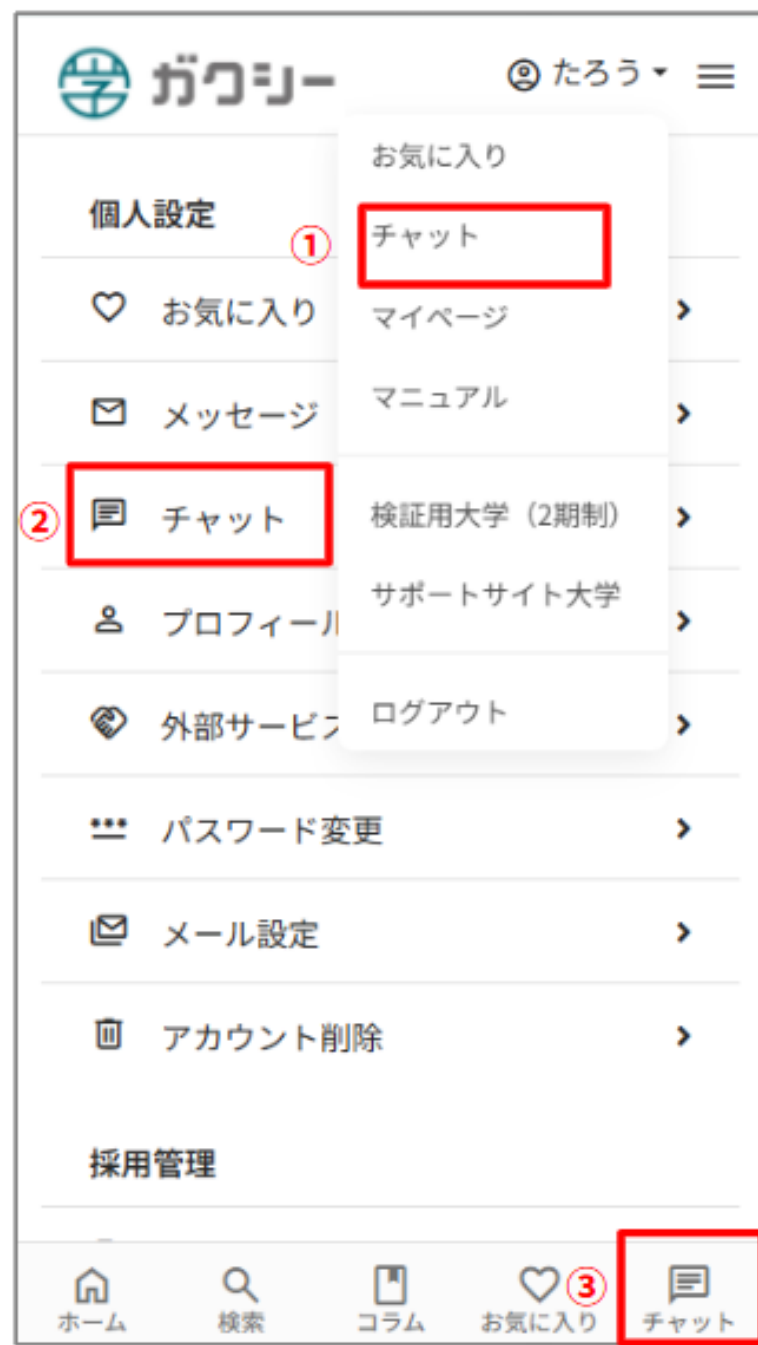 ガクシー
たろう
お気に入り
① チャット
マイページ
マニュアル
検証用大学（2期制）
サポートサイト大学
ログアウト
個人設定
お気に入り
メッセージ
② チャット
プロフィール
外部サービス
パスワード変更
メール設定
アカウント削除
採用管理
ホーム
検索
コラム
お気に入り
③ チャット